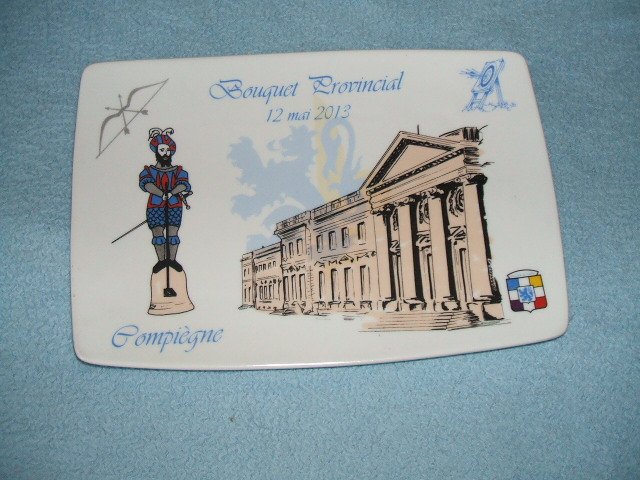 Bouquet Provincial
12 mai 2013
Compiègne